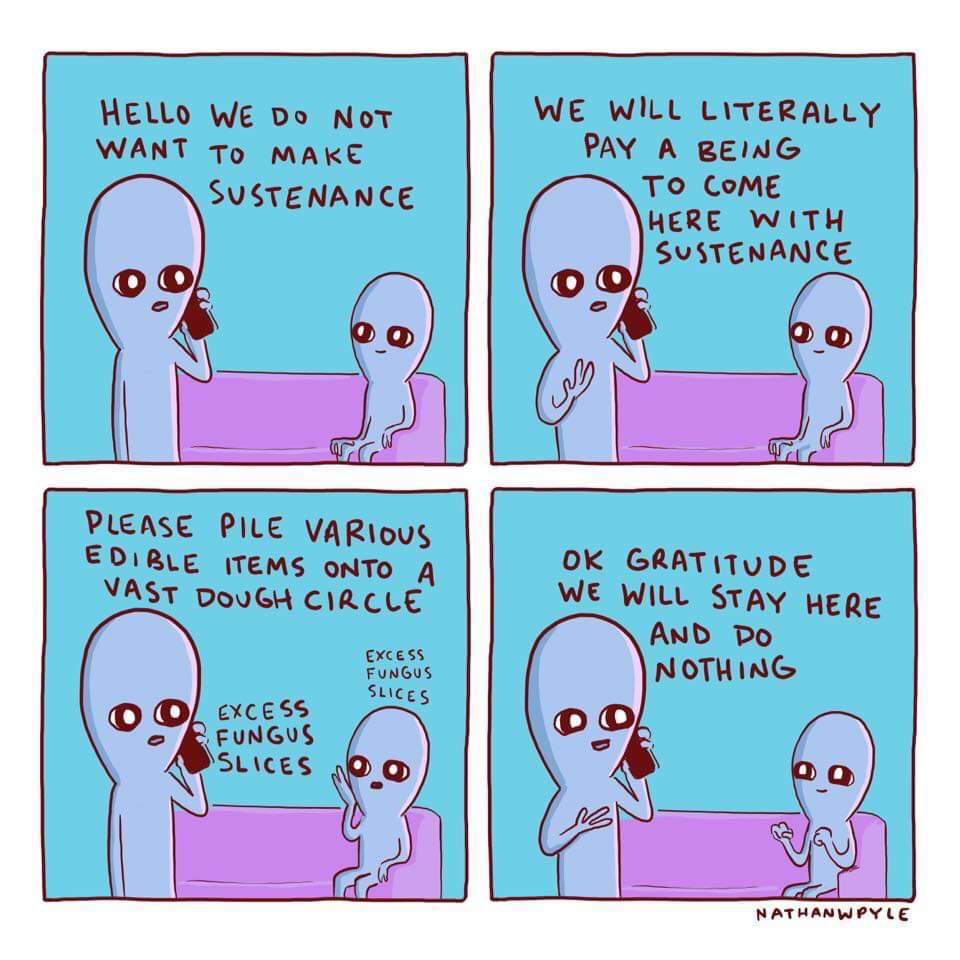 HELLO WE DO NOT
WANT TO MAKE
SUSTENANCE
WE WILL LITERALLY
PAY A BEING
TO COME
HERE WITH
SUSTENANCE
PLEASE PILE VARIOUS
EDIBLE ITEMS ONTO A
VAST DOUGH CIRCLE
EXCESS
FUNGUS
SLICES
EXCESS
FUNGUS
SLICES
OK GRATITUDE
WE WILL STAY HERE
AND DO
NOTHING
NATHANWPYLE